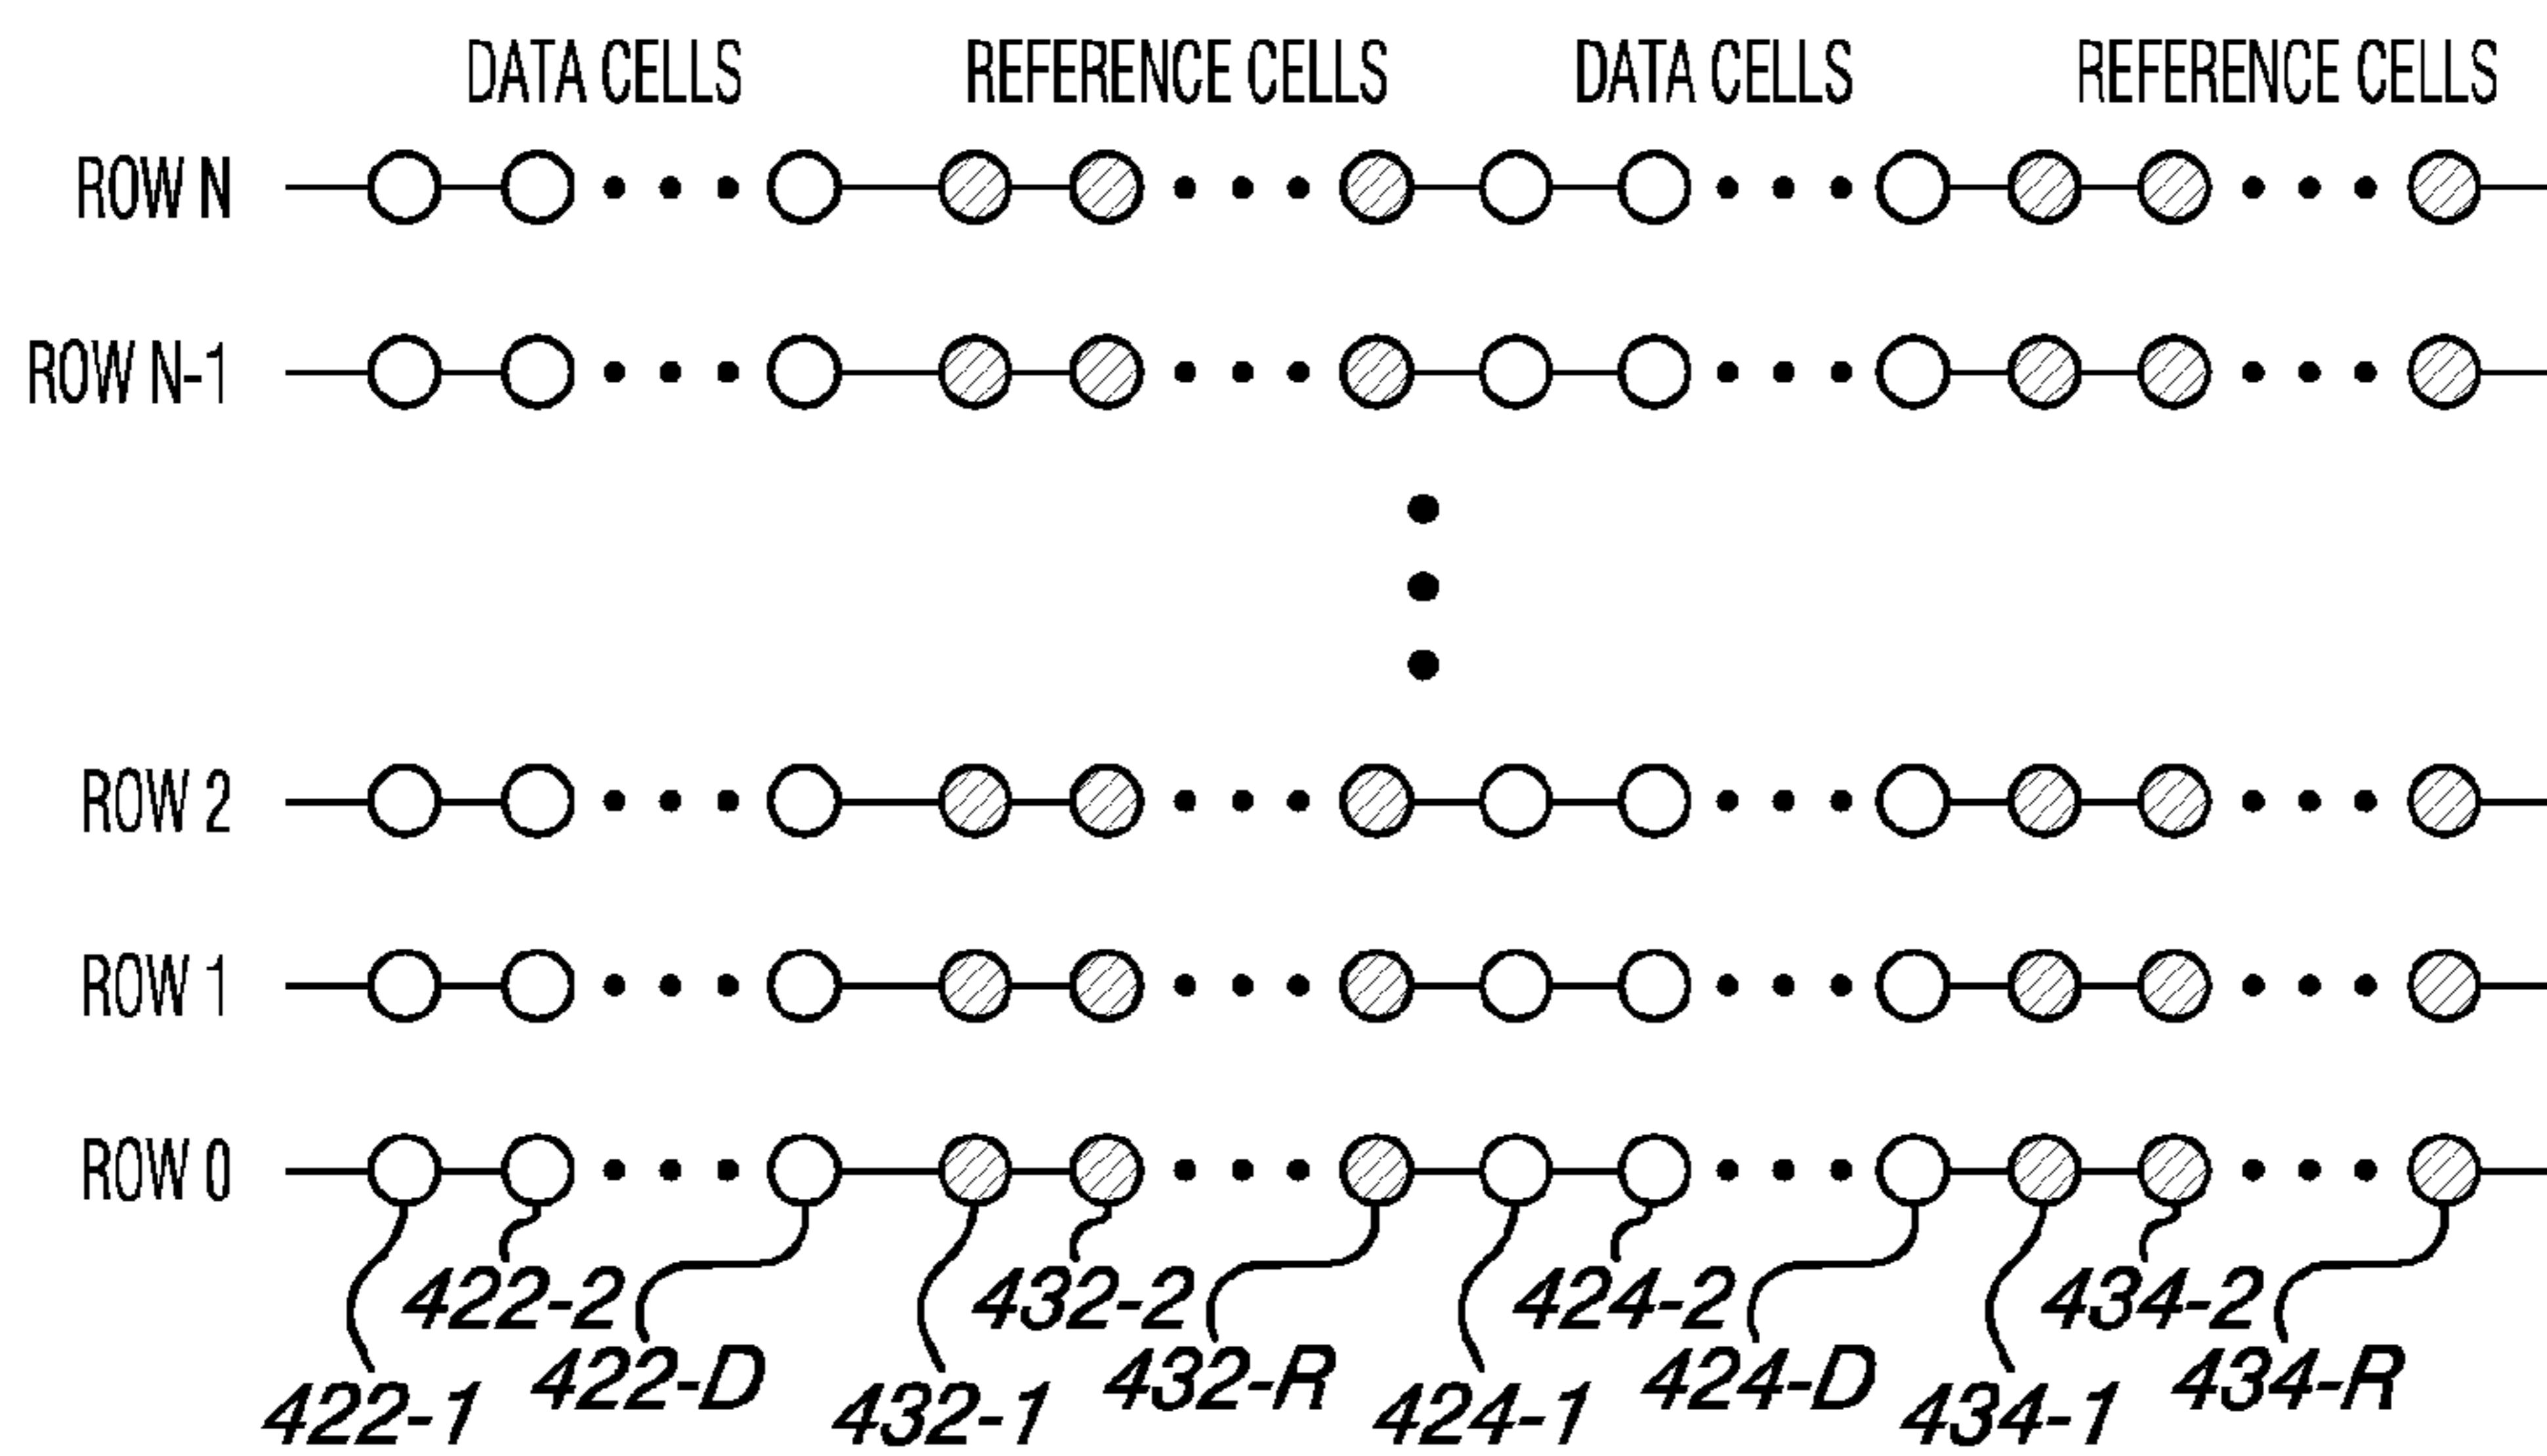 DATA CELLS REFERENCE CELLS DATA CELLS REFERENCE CELLS
ROW N
ROW N-1
ROW 2
ROW 1
ROW 0
422-2 432-2 424-2 434-2
422-D 432-R 424-D 434-R
422-1 432-1 424-1 434-1